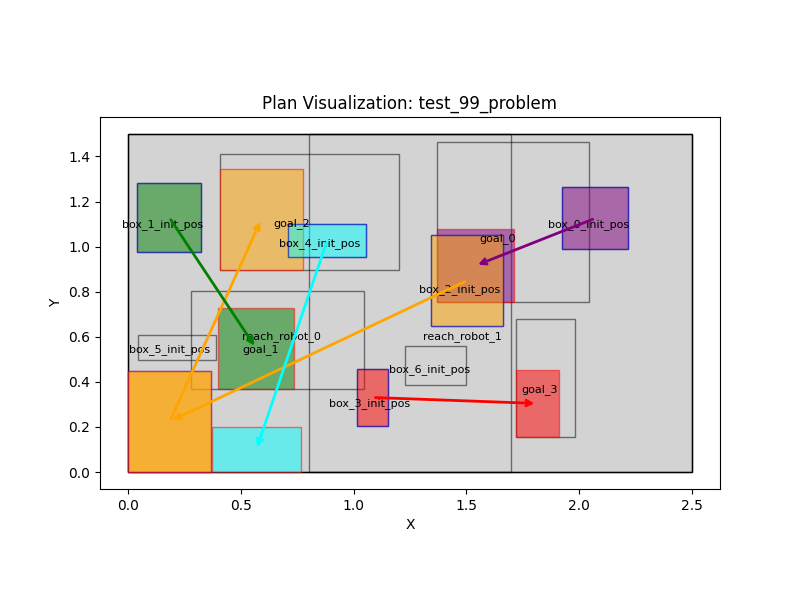 Plan Visualization: test_99_problem
Y
1.4
1.2
1.0
0.8
0.6
0.4
0.2
0.0
box_1_init_pos
goal_2
box_0_init_pos
box_4_init_pos
goal_0
box_2_init_pos
reach_robot_0
reach_robot_1
box_5_init_pos
goal_1
box_6_init_pos
goal_3
box_3_init_pos
0.0
0.5
1.0
1.5
2.0
2.5
X